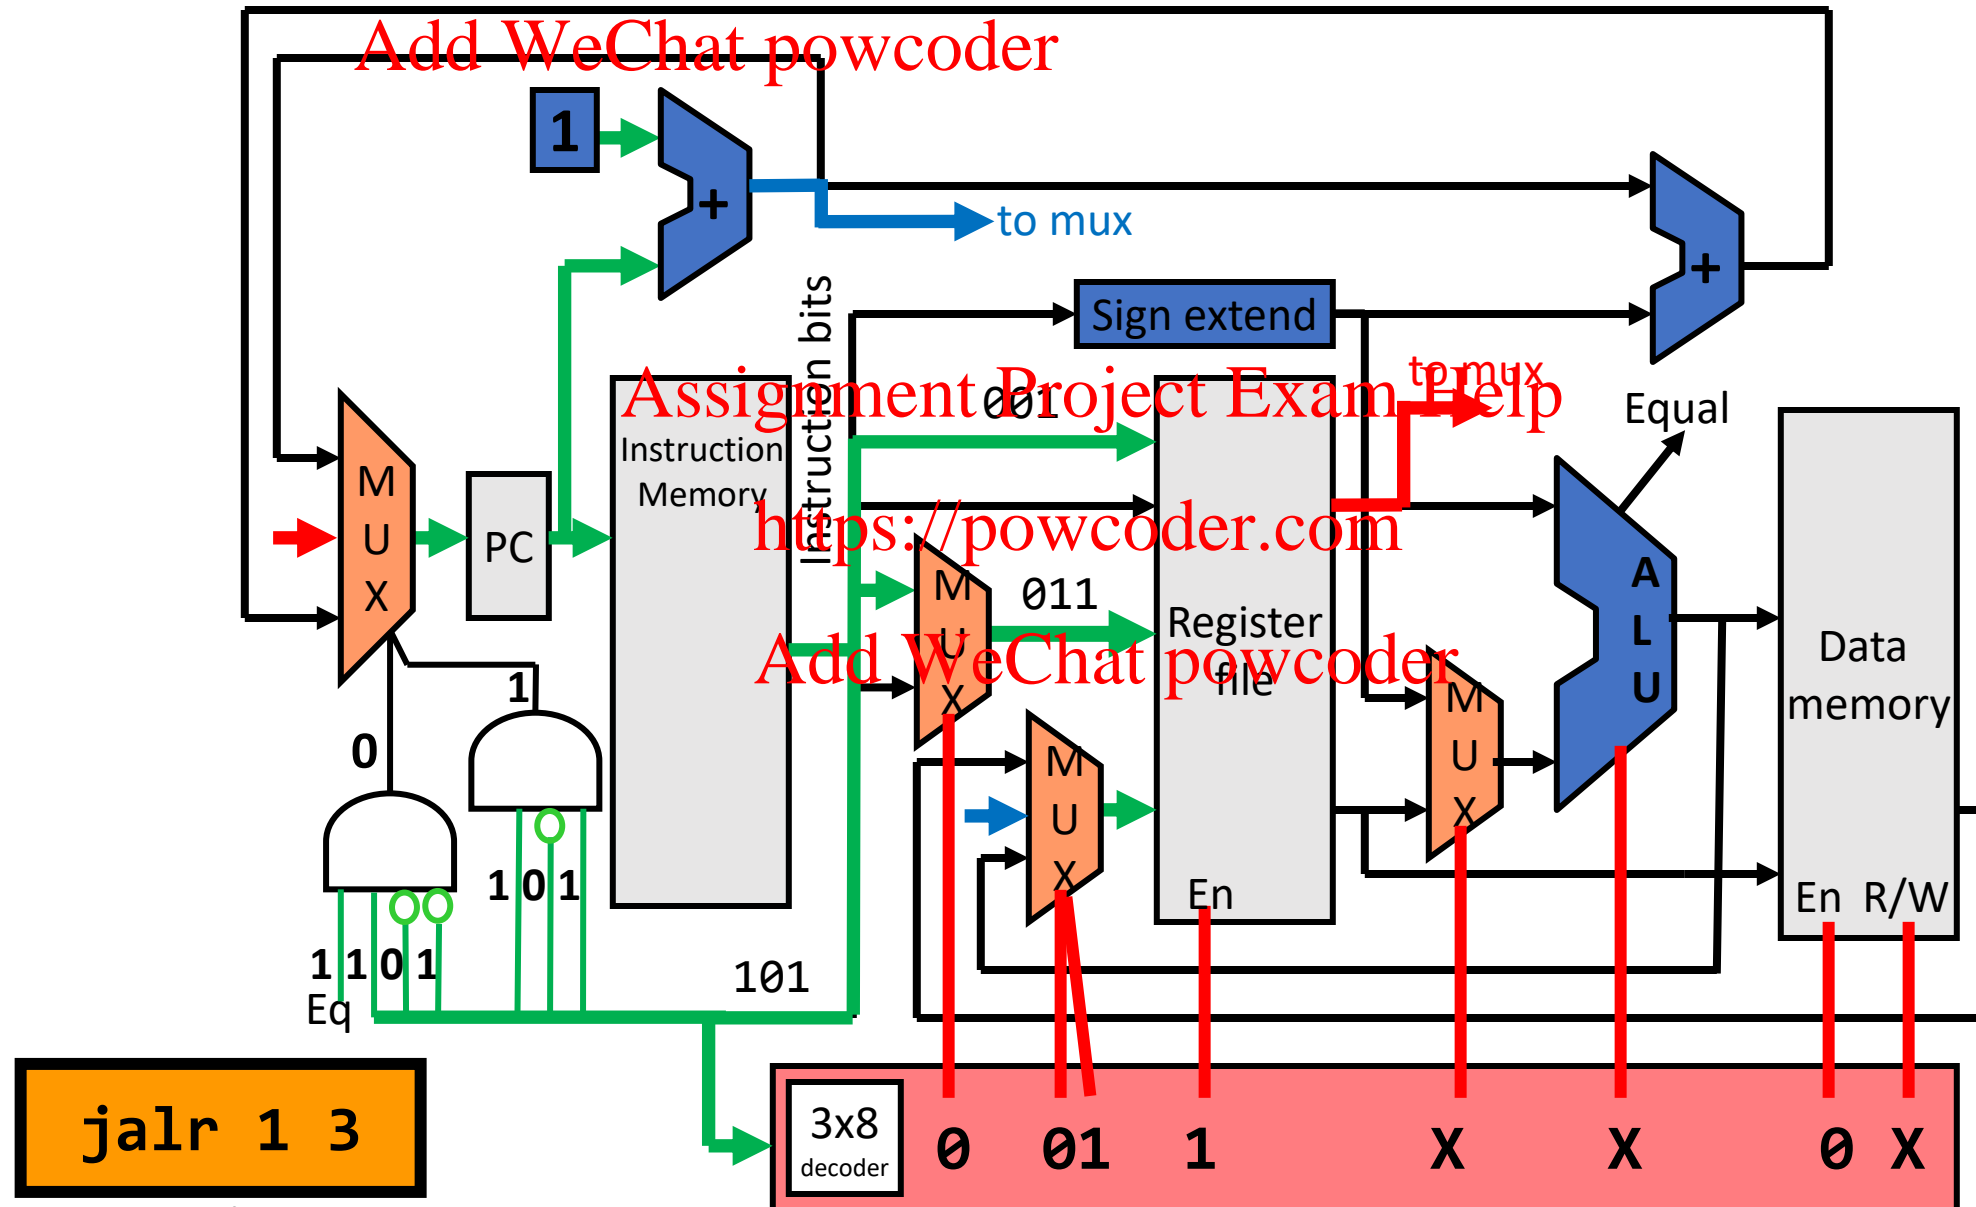 Add WeChat powcoder
1
+
to mux
+
Instruction bits
Sign extend
to mux
Assignment Project Exam Help
001
Equal
Instruction
Memory
M
U
X
PC
https://powcoder.com
M
U
X
011
Register
file
Add WeChat powcoder
A
L
U
Data
memory
M
U
X
M
U
X
1
0
En
En R/W
1 0 1
1 1 0 1
Eq
101
jalr 1 3
3x8
decoder
0 01 1 X X 0 X